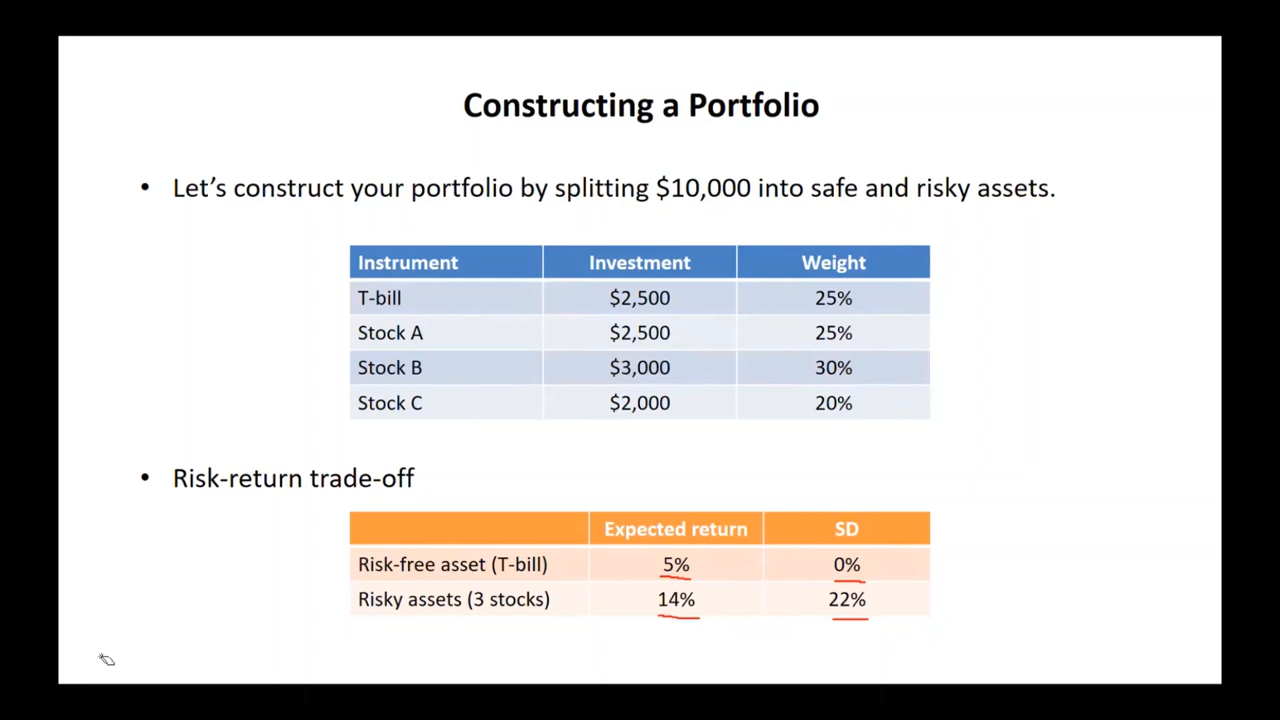 Constructing a Portfolio
• Let’s construct your portfolio by splitting $10,000 into safe and risky assets.
Instrument Investment Weight
T-bill $2,500 25%
Stock A $2,500 25%
Stock B $3,000 30%
Stock C $2,000 20%
• Risk-return trade-off
Expected return SD
Risk-free asset (T-bill) 5% 0%
Risky assets (3 stocks) 14% 22%